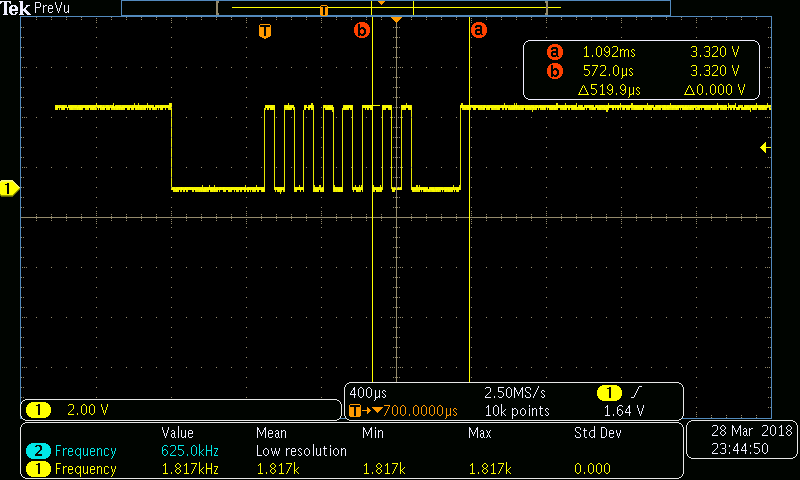 Tek PreVu
T
T b a
a 1.092ms 3.320 V
b 572.0µs 3.320 V
△519.9µs △0.000 V
1
400µs 2.50MS/s 1
1 2.00 V T→▼700.0000µs 10k points 1.64 V
Value Mean Min Max Std Dev
2 Frequency 625.0kHz Low resolution
1 Frequency 1.817kHz 1.817k 1.817k 1.817k 0.000
28 Mar 2018
23:44:50